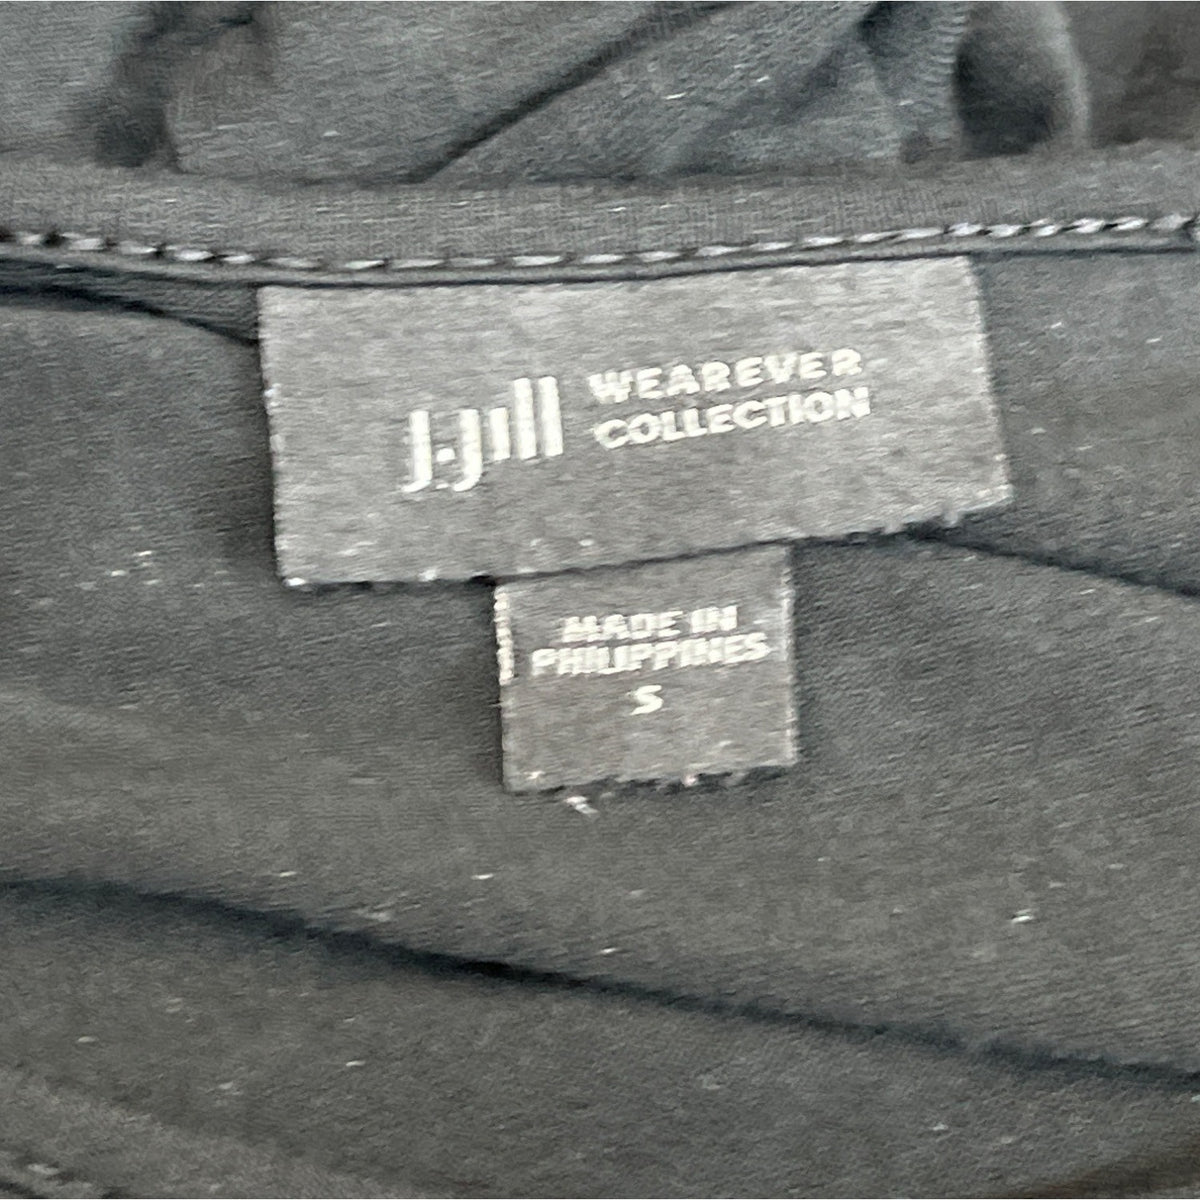 J.Jill WEAREVER
COLLECTION
MADE IN
PHILIPPINES
S